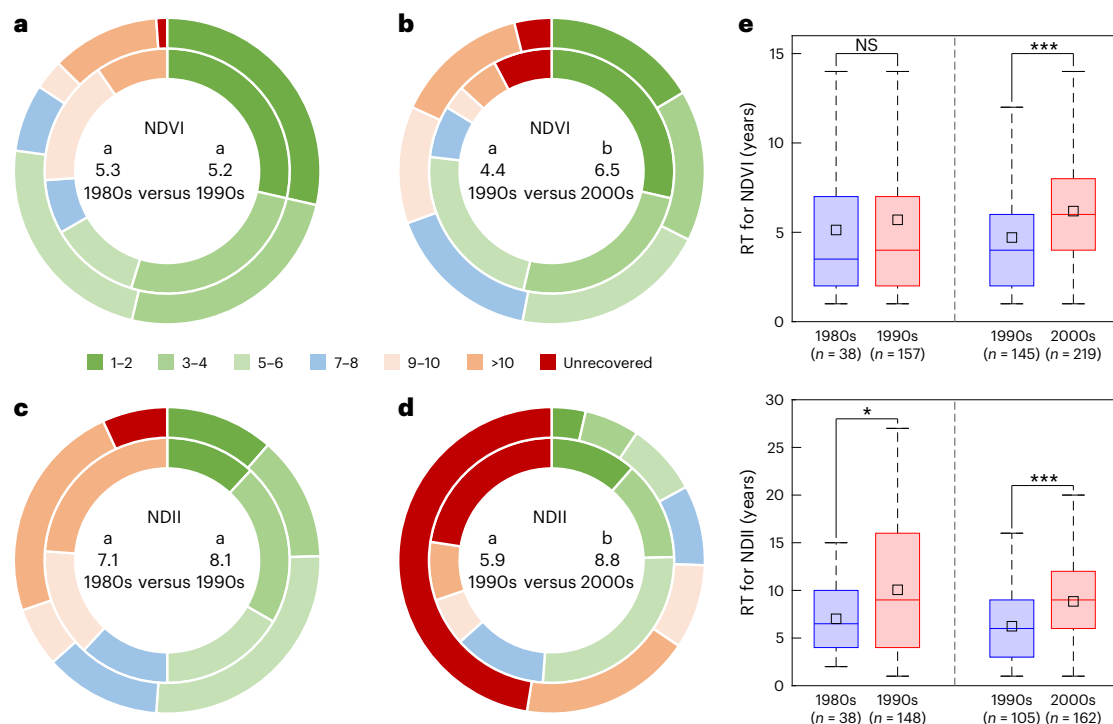 a
NDVI
a a
5.3 5.2
1980s versus 1990s
b
NDVI
a b
4.4 6.5
1990s versus 2000s
1–2 3–4 5–6 7–8 9–10 >10 Unrecovered
c
NDII
a a
7.1 8.1
1980s versus 1990s
d
NDII
a b
5.9 8.8
1990s versus 2000s
e
RT for NDVI (years)
15
10
5
0
NS ***
1980s 1990s 1990s 2000s
(n = 38) (n = 157) (n = 145) (n = 219)
RT for NDII (years)
30
25
20
15
10
5
0
* ***
1980s 1990s 1990s 2000s
(n = 38) (n = 148) (n = 105) (n = 162)